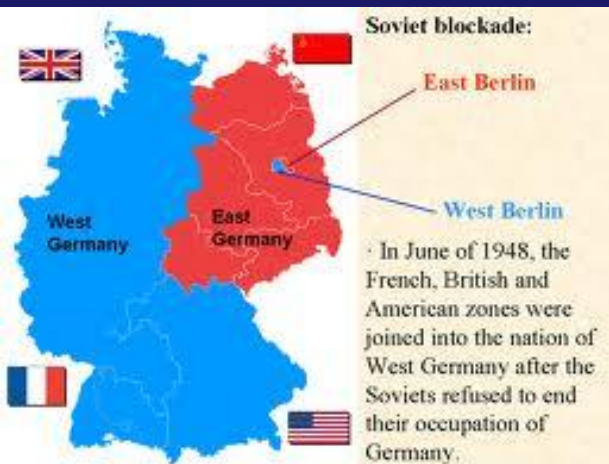 Soviet blockade:
East Berlin
West
Germany
East
Germany
West Berlin
· In June of 1948, the
French, British and
American zones were
joined into the nation of
West Germany after the
Soviets refused to end
their occupation of
Germany.